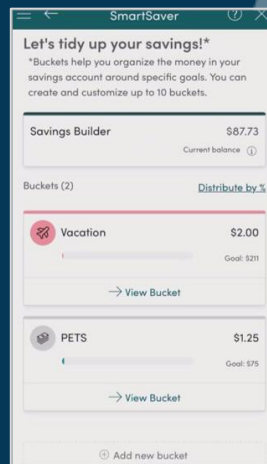 SmartSaver
Let's tidy up your savings!*
*Buckets help you organize the money in your
savings account around specific goals. You can
create and customize up to 10 buckets.
Savings Builder $87.73
Current balance
Buckets (2) Distribute by %
Vacation $2.00
Goal: $211
→ View Bucket
PETS $1.25
Goal: $75
→ View Bucket
Add new bucket